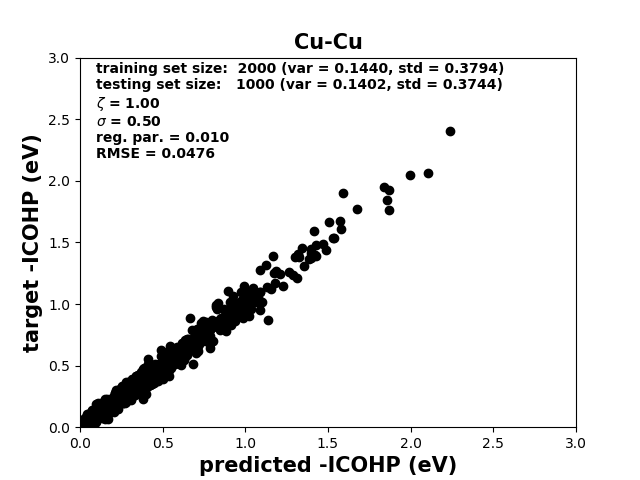 Cu-Cu
training set size:  2000 (var = 0.1440, std = 0.3794)
testing set size:   1000 (var = 0.1402, std = 0.3744)
ζ = 1.00
σ = 0.50
reg. par. = 0.010
RMSE = 0.0476
target -ICOHP (eV)
3.0
2.5
2.0
1.5
1.0
0.5
0.0
0.0 0.5 1.0 1.5 2.0 2.5 3.0
predicted -ICOHP (eV)